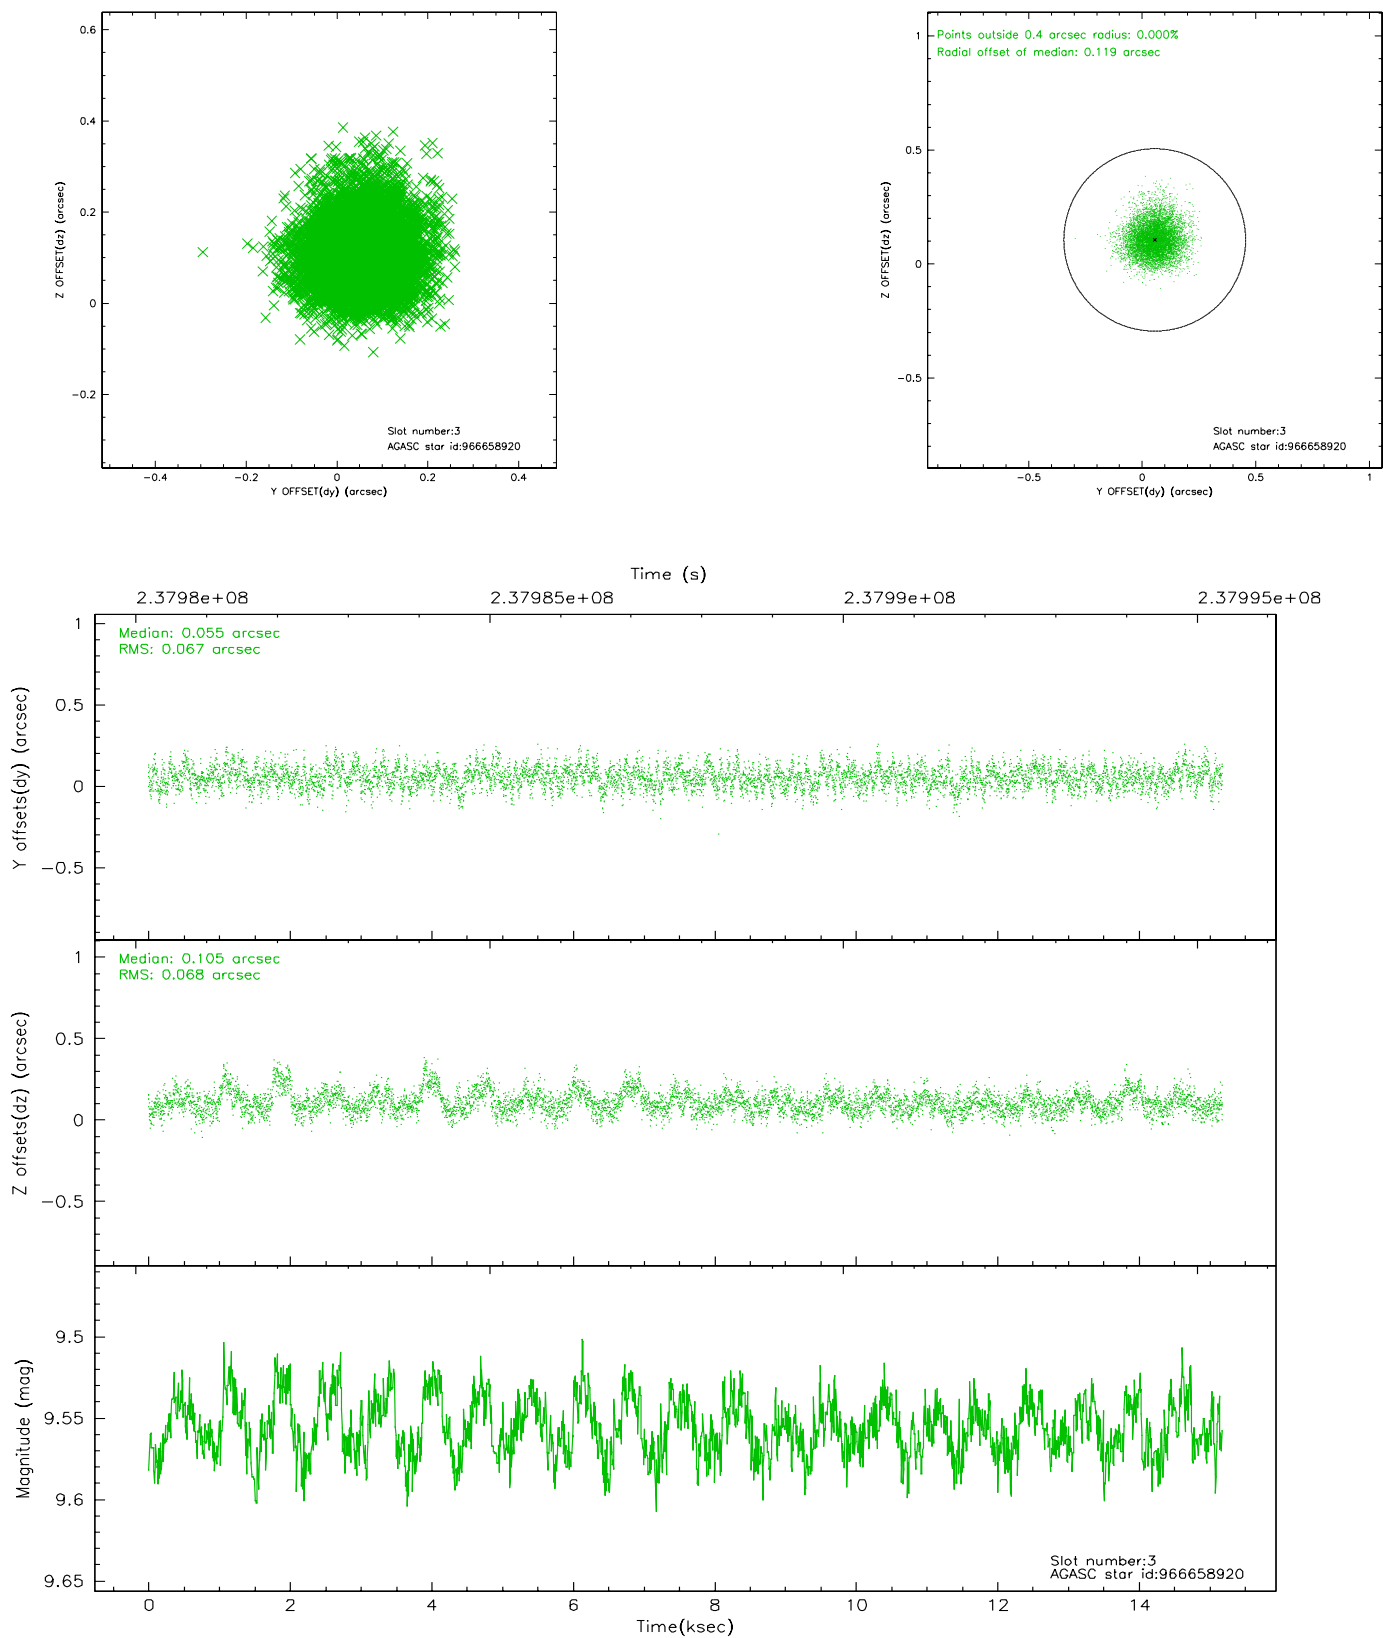 0.6
0.4
0.2
0
−0.2
Z OFFSET(dz) (arcsec)
−0.4
−0.2
0
0.2
0.4
Y OFFSET(dy) (arcsec)
Slot number:3
AGASC star id:966658920
Points outside 0.4 arcsec radius: 0.000%
Radial offset of median: 0.119 arcsec
1
0.5
0
−0.5
Z OFFSET(dz) (arcsec)
−0.5
0
0.5
1
Y OFFSET(dy) (arcsec)
Slot number:3
AGASC star id:966658920
Time (s)
2.3798e+08
2.37985e+08
2.3799e+08
2.37995e+08
Median: 0.055 arcsec
RMS: 0.067 arcsec
1
0.5
0
−0.5
Y offsets(dy) (arcsec)
Median: 0.105 arcsec
RMS: 0.068 arcsec
1
0.5
0
−0.5
Z offsets(dz) (arcsec)
9.5
9.55
9.6
9.65
Magnitude (mag)
Slot number:3
AGASC star id:966658920
0
2
4
6
8
10
12
14
Time(ksec)